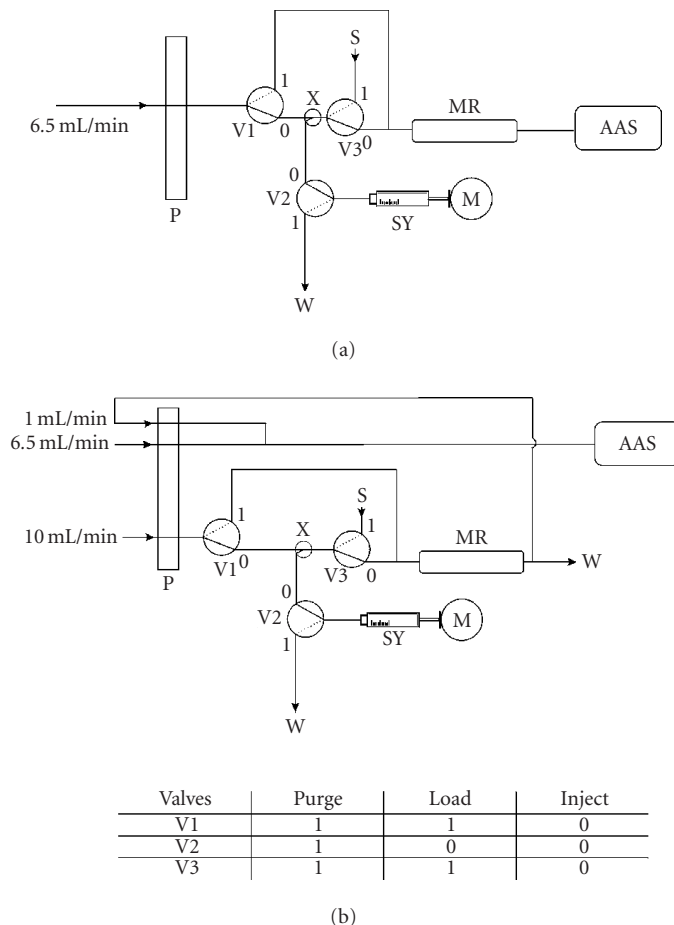 S
1
1
X
MR
6.5 mL/min
V1
0
V3
0
AAS
0
V2
1
P
SY
M
W
(a)
1 mL/min
6.5 mL/min
AAS
S
1
X
1
10 mL/min
MR
V1
0
V3
0
W
P
0
V2
1
SY
M
W
Valves Purge Load Inject
V1 1 1 0
V2 1 0 0
V3 1 1 0
(b)